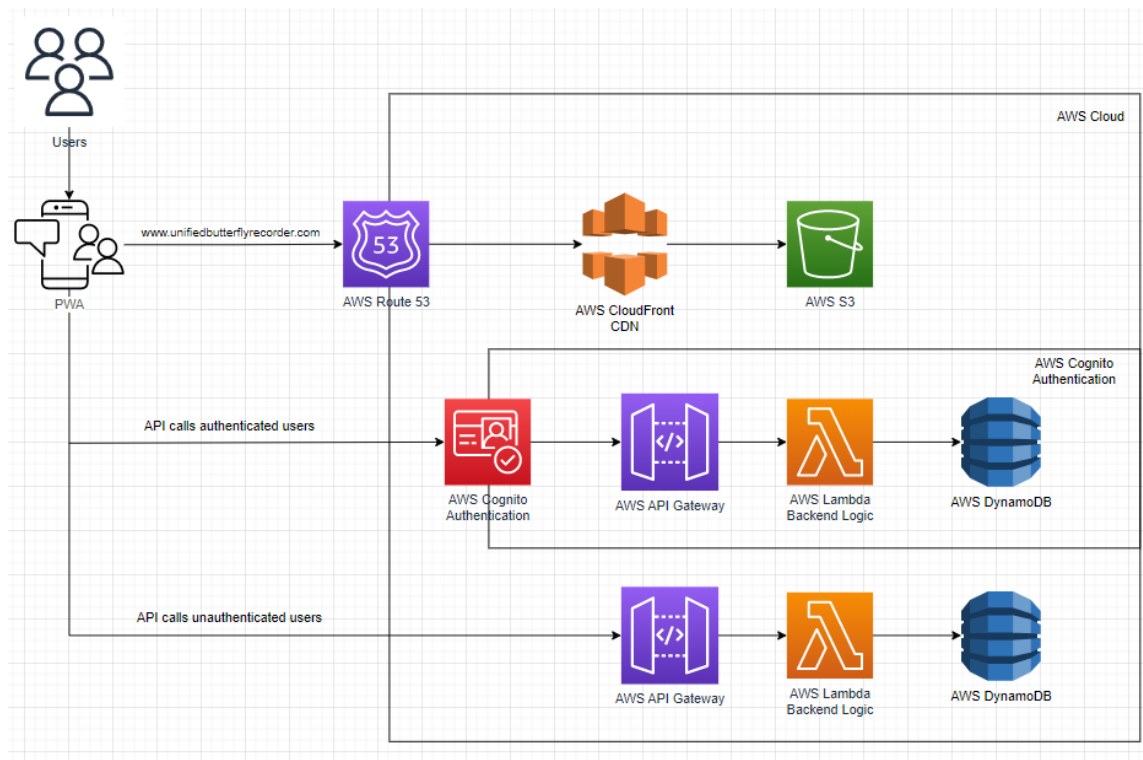 Users
AWS Cloud
www.unifiedbutterflyrecorder.com
53
PWA
AWS Route 53
AWS CloudFront
CDN
AWS S3
AWS Cognito
Authentication
API calls authenticated users
</>
AWS Cognito
Authentication
AWS API Gateway
AWS Lambda
Backend Logic
AWS DynamoDB
API calls unauthenticated users
</>
AWS API Gateway
AWS Lambda
Backend Logic
AWS DynamoDB